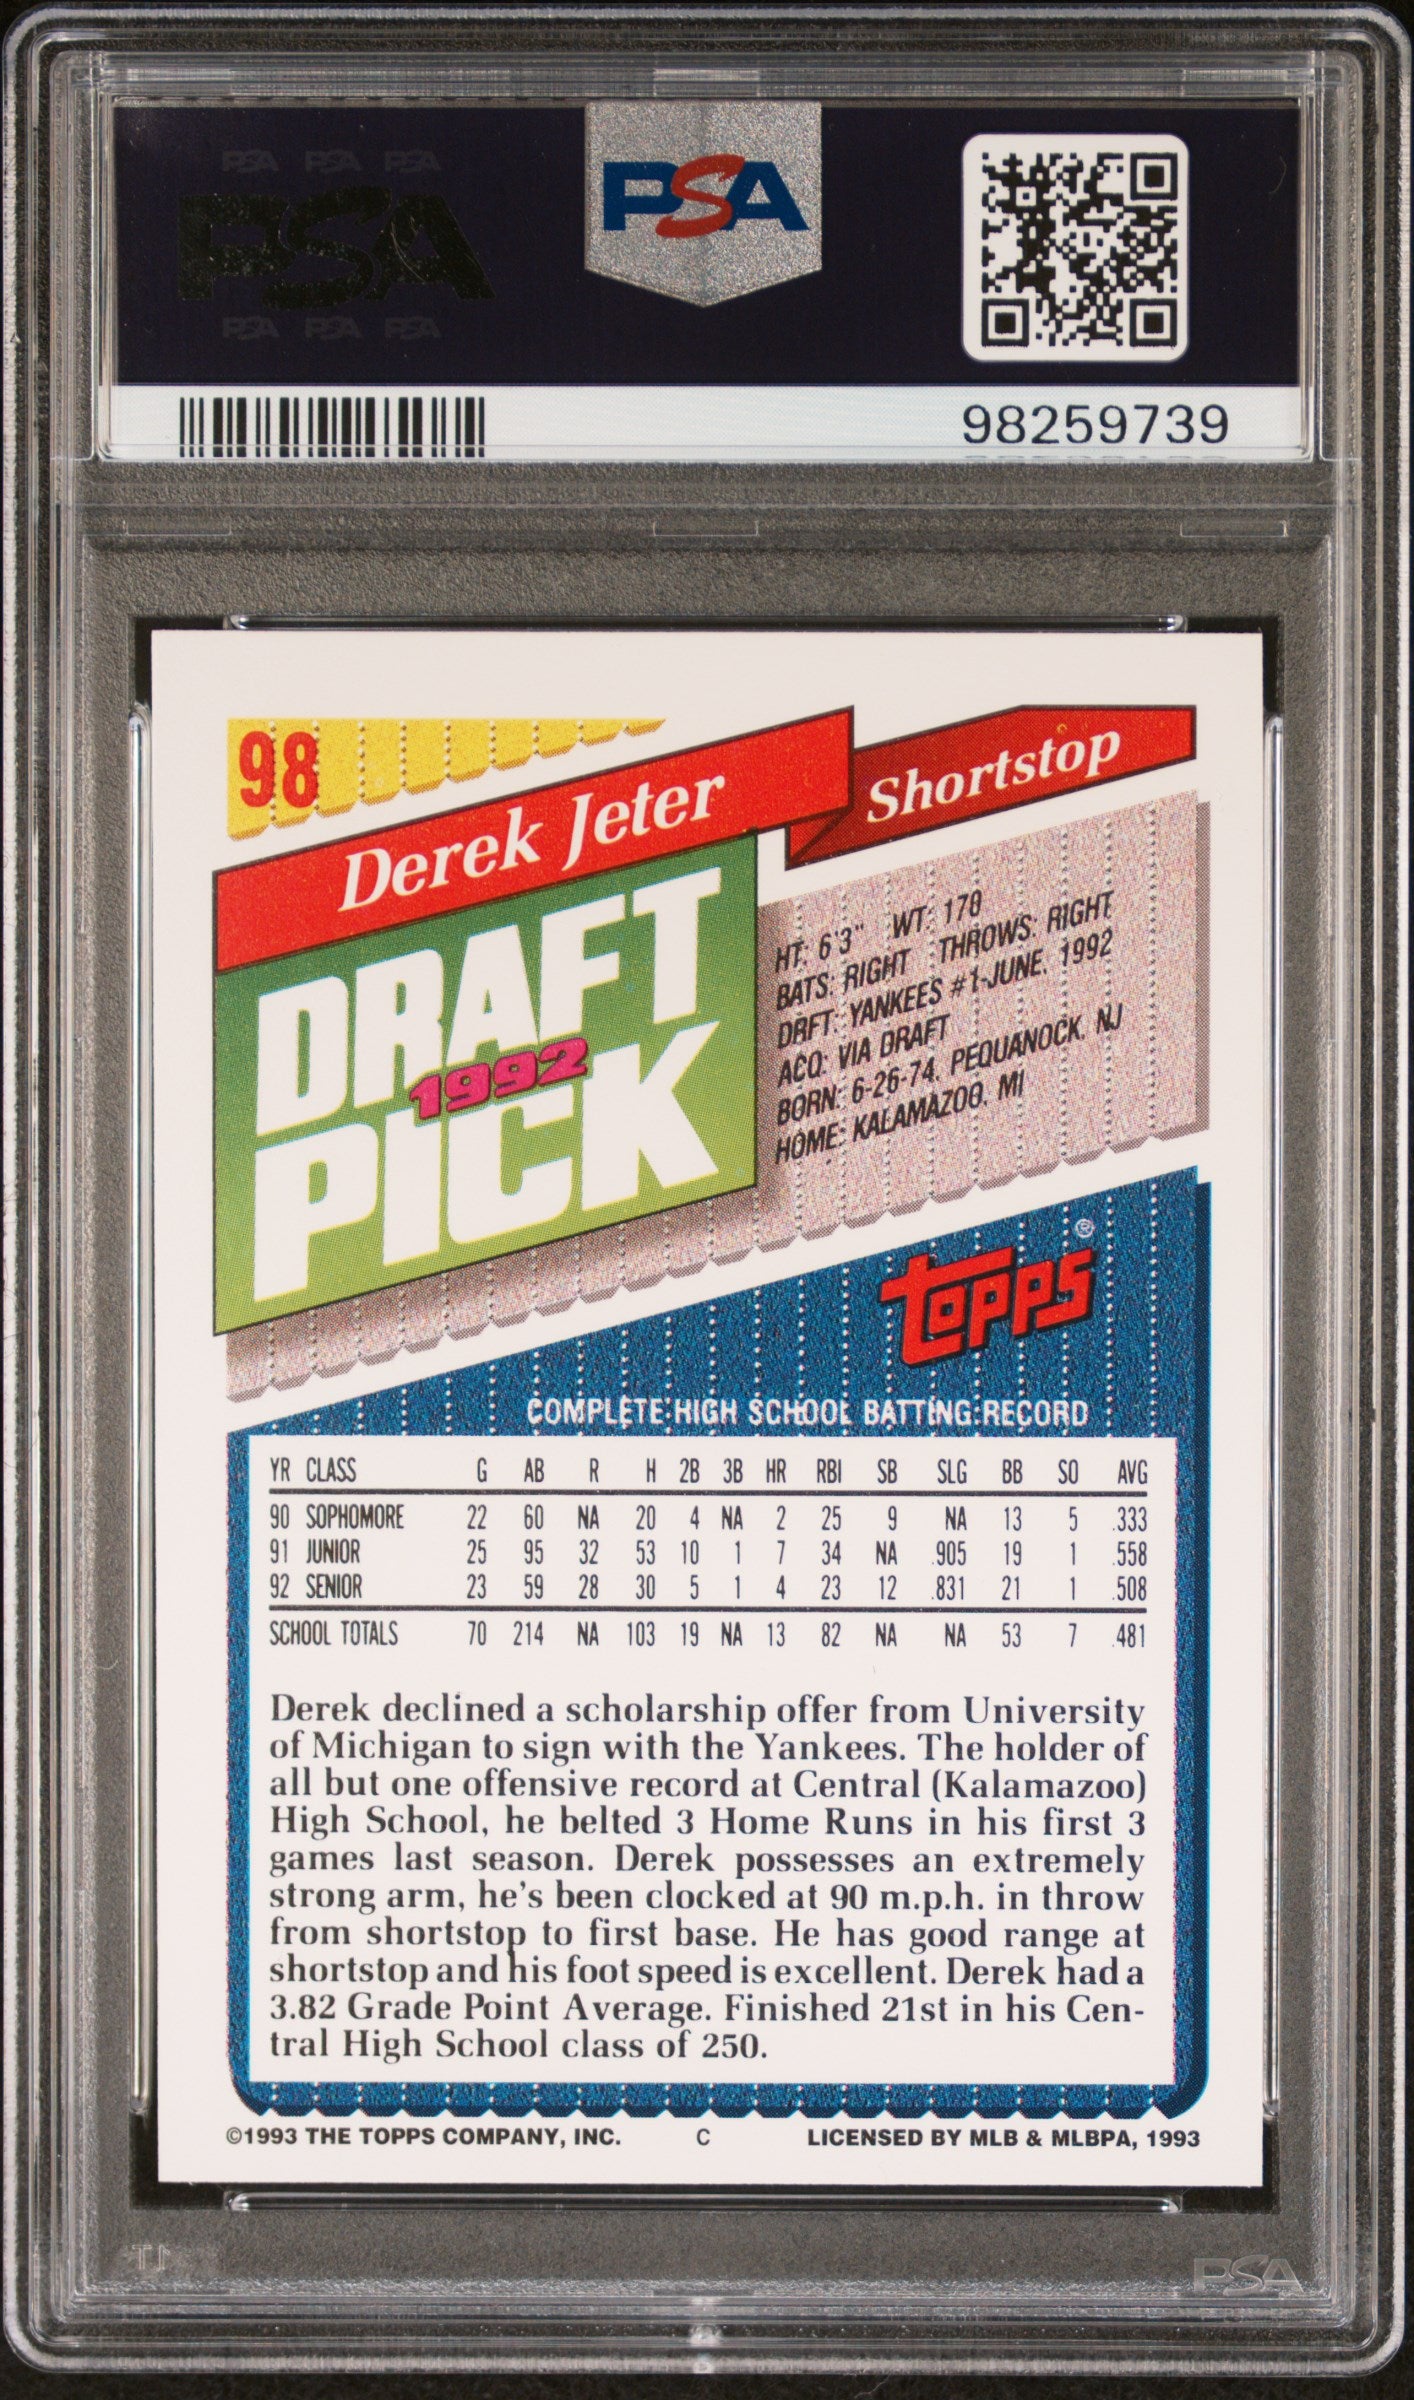 PSA PSA PSA
PSA
PSA PSA PSA
PSA
98259739
98
Derek Jeter
Shortstop
DRAFT
1992
PICK
HT: 6'3" WT: 170
BATS: RIGHT THROWS: RIGHT
DRFT: YANKEES #1-JUNE, 1992
ACQ: VIA DRAFT
BORN: 6-26-74, PEQUANOCK, NJ
HOME: KALAMAZOO, MI
TOPPS®
COMPLETE HIGH SCHOOL BATTING RECORD
YR CLASS G AB R H 2B 3B HR RBI SB SLG BB SO AVG
90 SOPHOMORE 22 60 NA 20 4 NA 2 25 9 NA 13 5 .333
91 JUNIOR 25 95 32 53 10 1 7 34 NA .905 19 1 .558
92 SENIOR 23 59 28 30 5 1 4 23 12 .831 21 1 .508
SCHOOL TOTALS 70 214 NA 103 19 NA 13 82 NA NA 53 7 .481
Derek declined a scholarship offer from University
of Michigan to sign with the Yankees. The holder of
all but one offensive record at Central (Kalamazoo)
High School, he belted 3 Home Runs in his first 3
games last season. Derek possesses an extremely
strong arm, he's been clocked at 90 m.p.h. in throw
from shortstop to first base. He has good range at
shortstop and his foot speed is excellent. Derek had a
3.82 Grade Point Average. Finished 21st in his Cen-
tral High School class of 250.
©1993 THE TOPPS COMPANY, INC. C LICENSED BY MLB & MLBPA, 1993
PSA